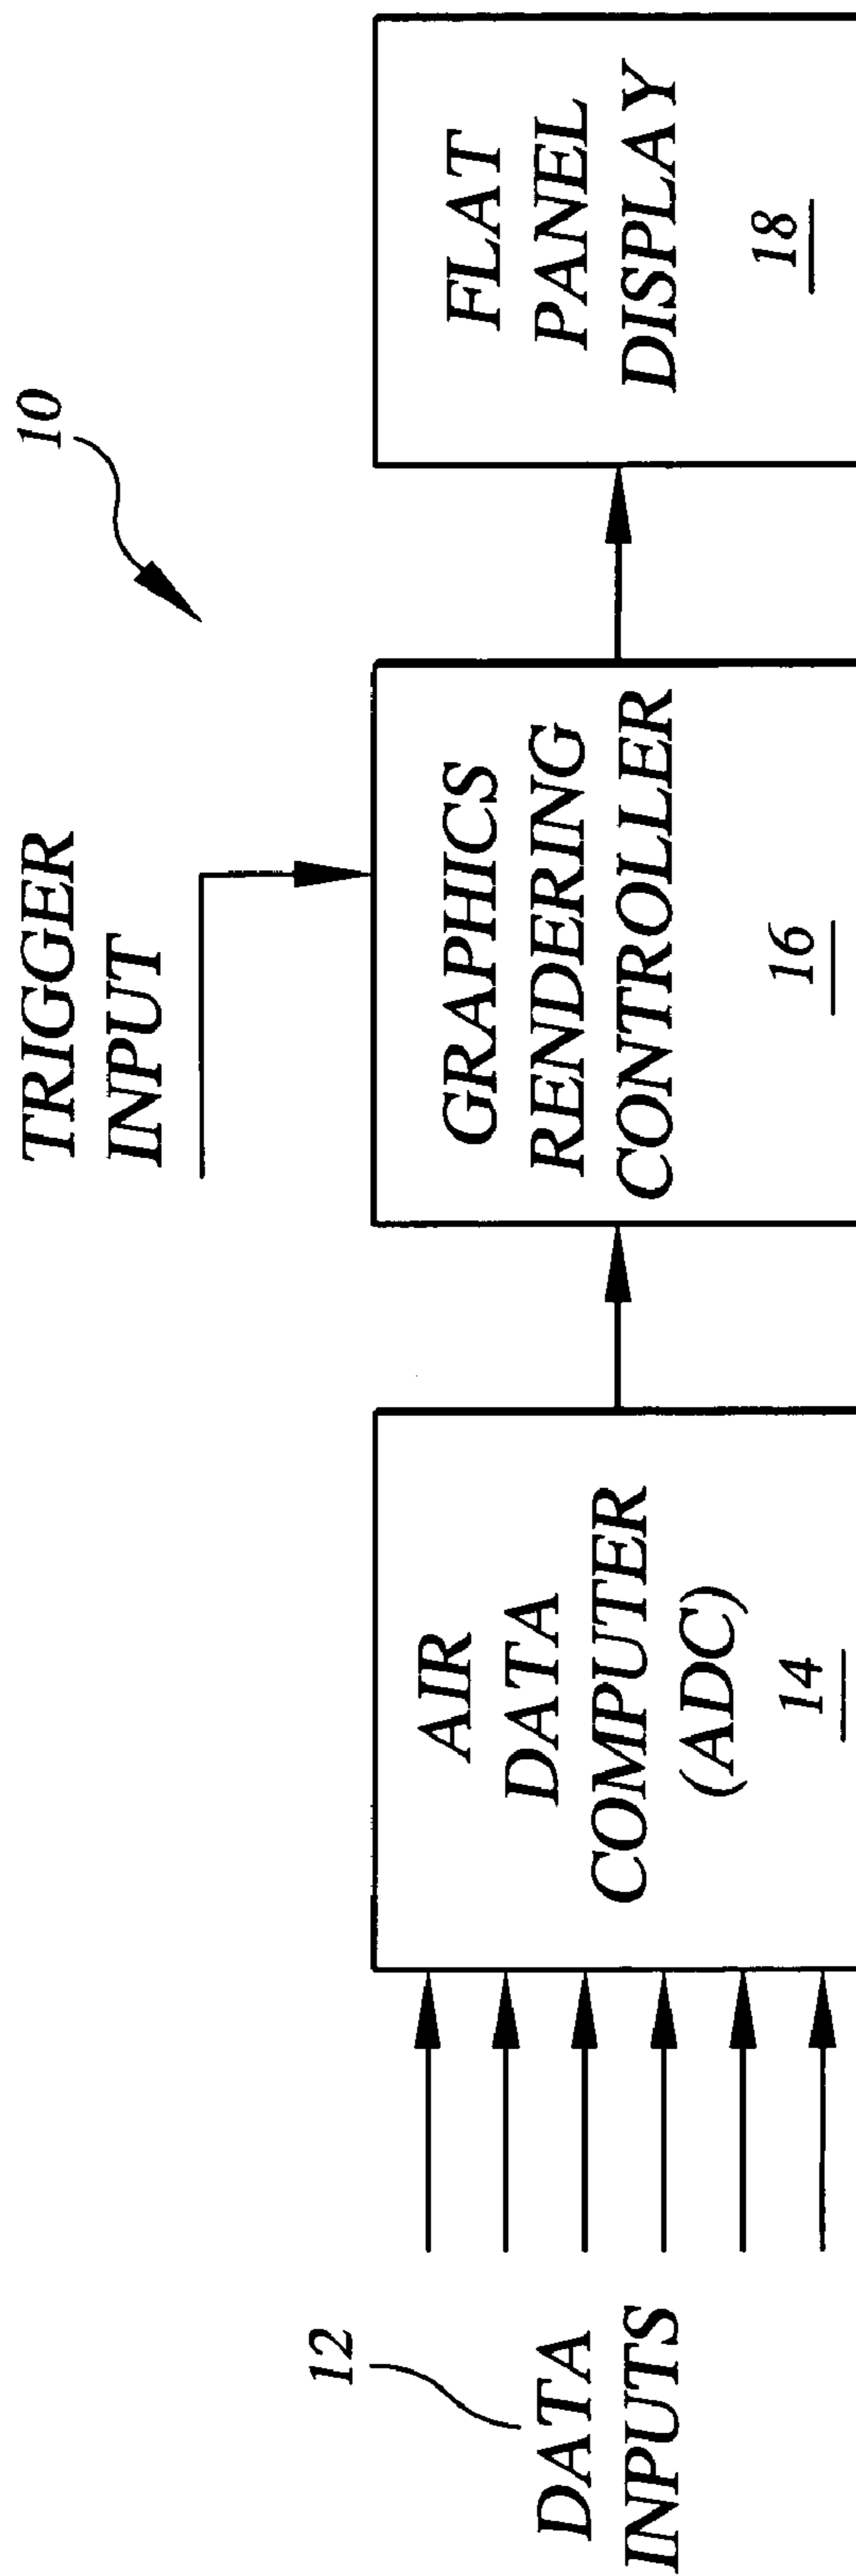 TRIGGER
INPUT
10
12
DATA
INPUTS
AIR
DATA
COMPUTER
(ADC)
14
GRAPHICS
RENDERING
CONTROLLER
16
FLAT
PANEL
DISPLAY
18